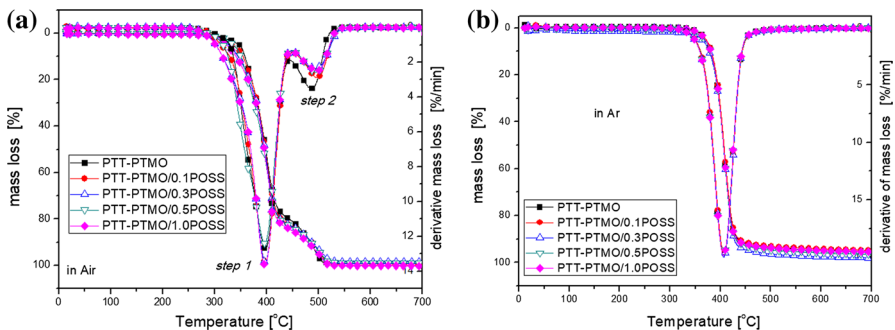 (a)
0
20
40
60
80
100
mass loss [%]
2
4
6
8
10
12
14
derivative mass loss [%/min]
step 2
PTT-PTMO
PTT-PTMO/0.1POSS
PTT-PTMO/0.3POSS
PTT-PTMO/0.5POSS
PTT-PTMO/1.0POSS
in Air
step 1
0 100 200 300 400 500 600 700
Temperature [°C]
(b)
0
20
40
60
80
100
mass loss [%]
5
10
15
derivative of mass loss [%/min]
in Ar
PTT-PTMO
PTT-PTMO/0.1POSS
PTT-PTMO/0.3POSS
PTT-PTMO/0.5POSS
PTT-PTMO/1.0POSS
0 100 200 300 400 500 600 700
Temperature [°C]